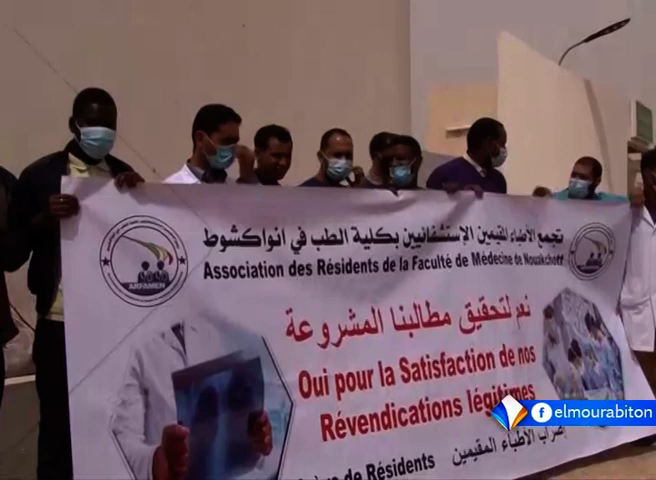 تجمع الأطباء المقيمين الإستشفائيين بكلية الطب في انواكشوط
Association des Résidents de la Faculté de Médecine de Nouakchott
ARFAMEN
نعم لتحقيق مطالبنا المشروعة
Oui pour la Satisfaction de nos
Révendications légitimes
elmourabiton
إضراب الأطباء المقيمين
de Résidents